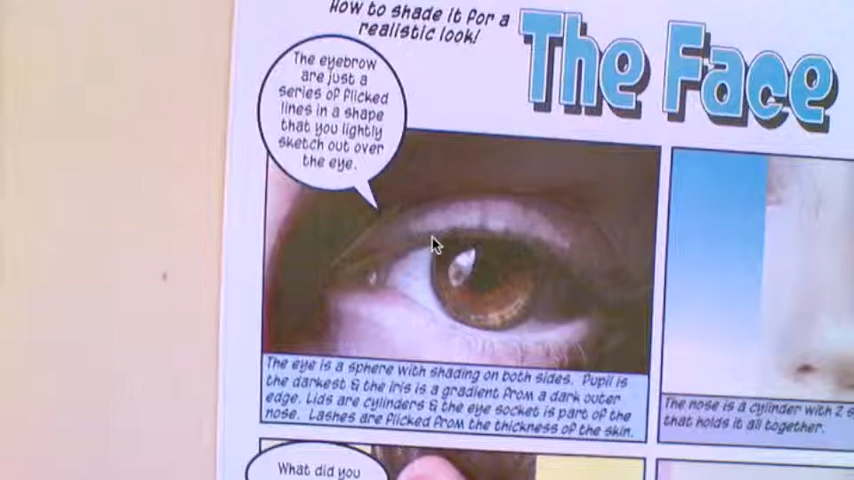 How to shade it for a
realistic look!
The Face
The eyebrow
are just a
series of flicked
lines in a shape
that you lightly
sketch out over
the eye.
The eye is a sphere with shading on both sides. Pupil is
the darkest & the iris is a gradient from a dark outer
edge. Lids are cylinders & the eye socket is part of the
nose. Lashes are flicked from the thickness of the skin.
The nose is a cylinder with 2 s
that holds it all together.
What did you